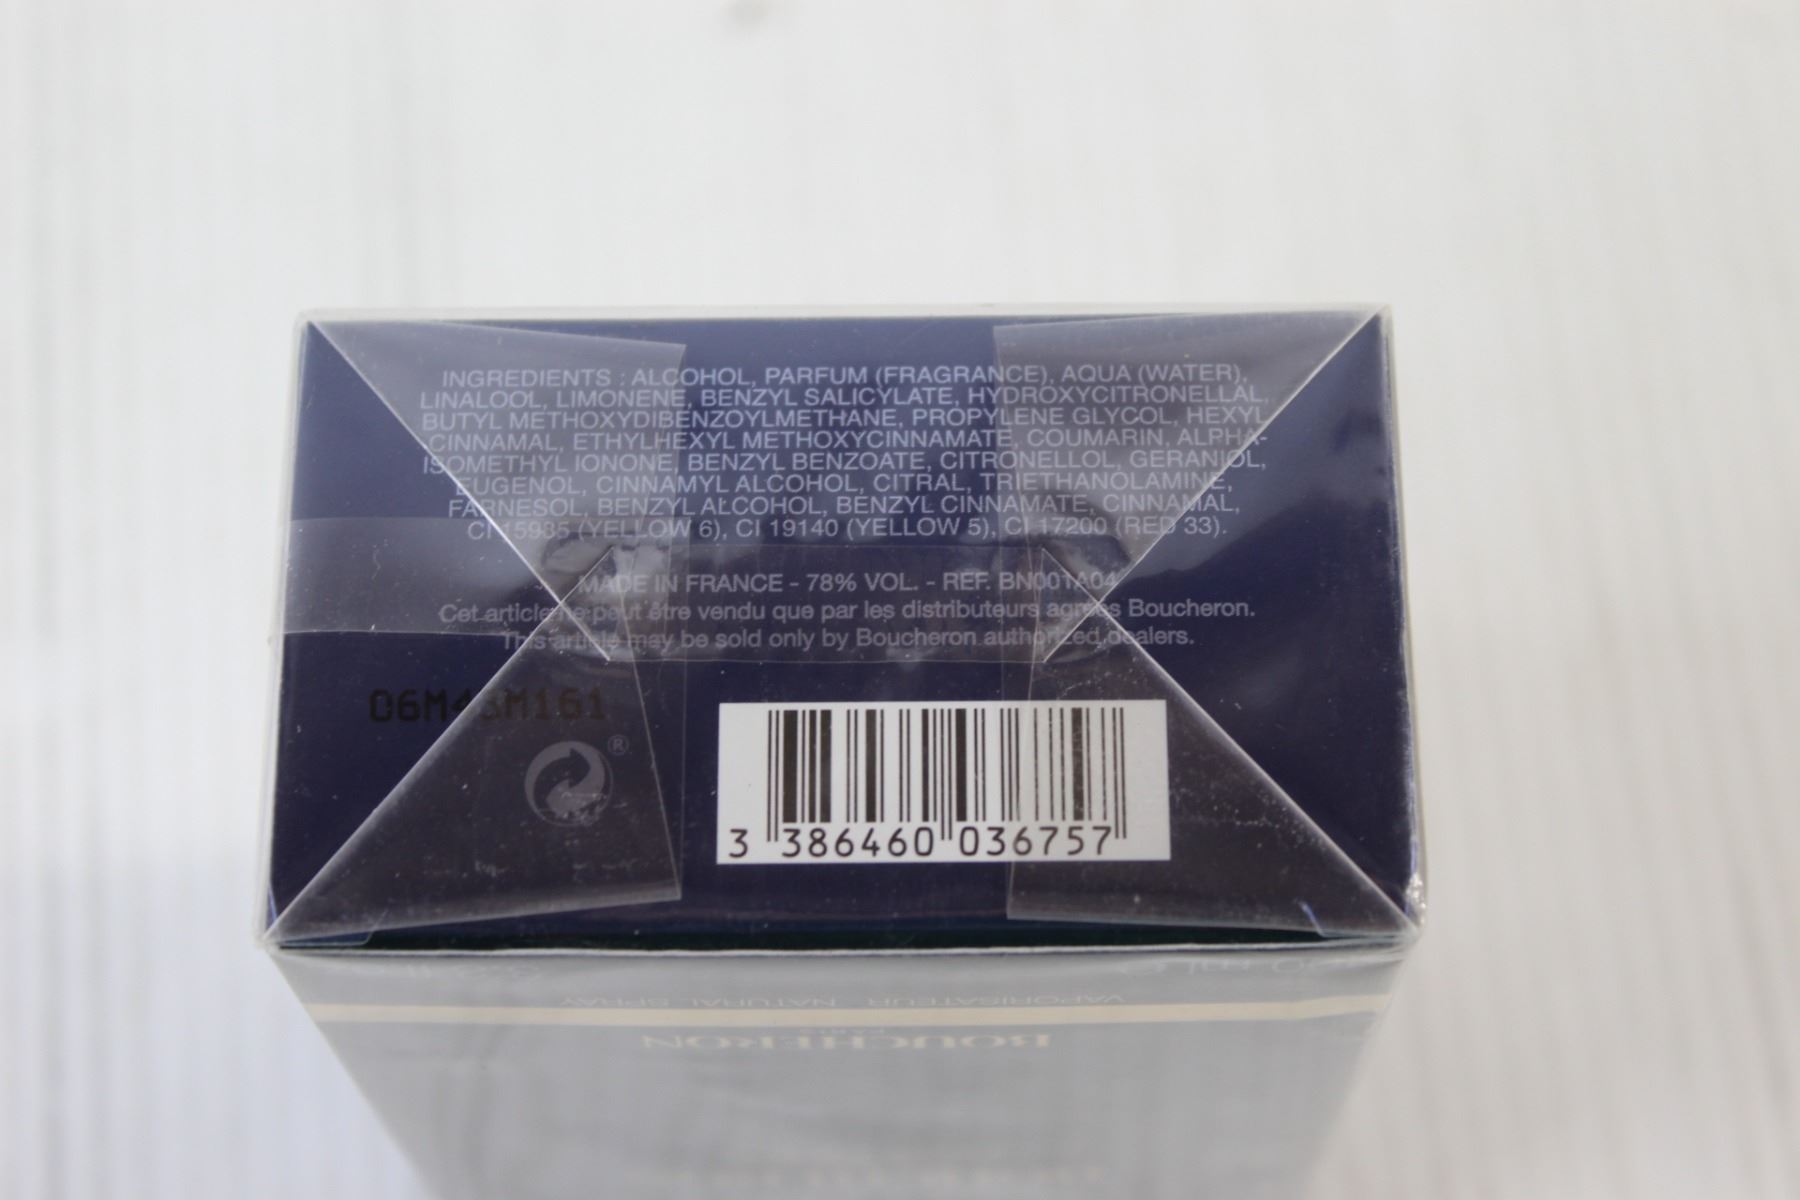 INGREDIENTS : ALCOHOL, PARFUM (FRAGRANCE), AQUA (WATER),
LINALOOL, LIMONENE, BENZYL SALICYLATE, HYDROXYCITRONELLAL,
BUTYL METHOXYDIBENZOYLMETHANE, PROPYLENE GLYCOL, HEXYL
CINNAMAL, ETHYLHEXYL METHOXYCINNAMATE, COUMARIN, ALPHA-
ISOMETHYL IONONE, BENZYL BENZOATE, CITRONELLOL, GERANIOL,
EUGENOL, CINNAMYL ALCOHOL, CITRAL, TRIETHANOLAMINE,
FARNESOL, BENZYL ALCOHOL, BENZYL CINNAMATE, CINNAMAL,
CI 15985 (YELLOW 6), CI 19140 (YELLOW 5), CI 17200 (RED 33).
MADE IN FRANCE - 78% VOL. - REF. BN001A04
Cet article ne peut être vendu que par les distributeurs agréés Boucheron.
This article may be sold only by Boucheron authorized dealers.
®
3 386460 036757
VAPORISATEUR NATURAL SPRAY
BOUCHERON
PARIS